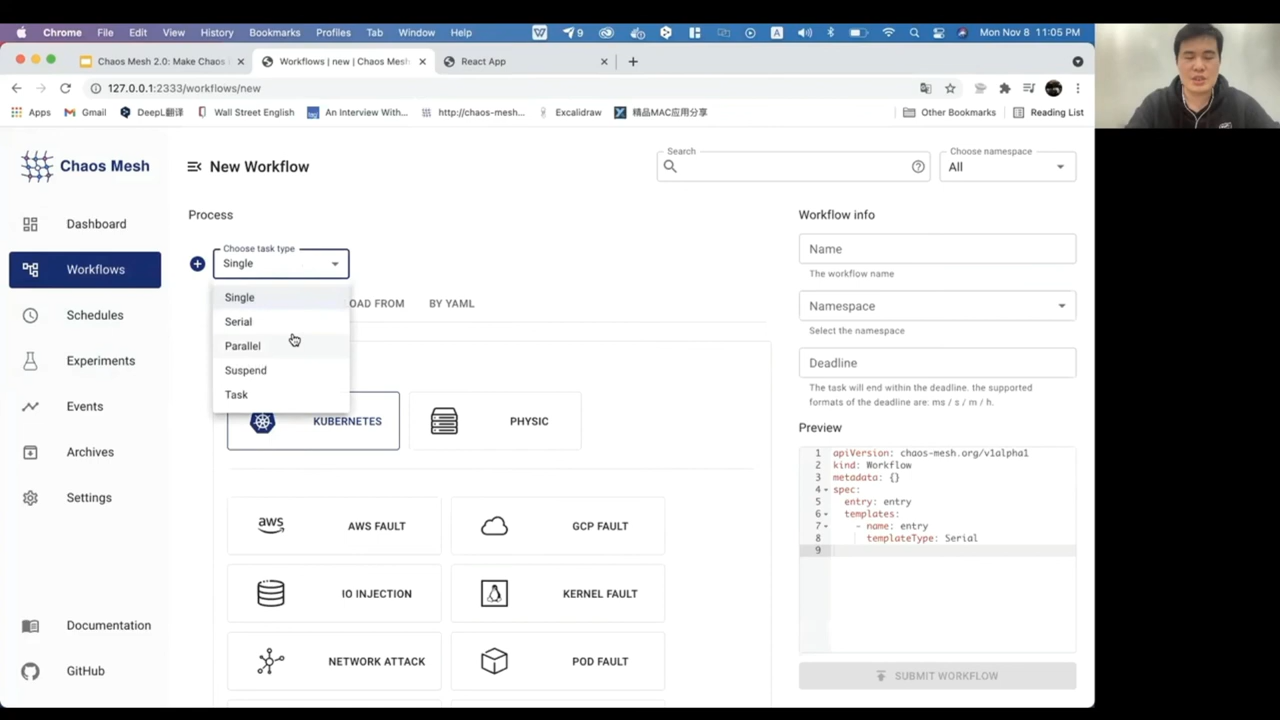 Chrome File Edit View History Bookmarks Profiles Tab Window Help 9 A Mon Nov 8 11:05 PM
Chaos Mesh 2.0: Make Chaos Workflows | new | Chaos Mesh React App
127.0.0.1:2333/workflows/new
Apps Gmail DeepL翻译 Wall Street English An Interview With... http://chaos-mesh... Excalidraw 精品MAC应用分享 Other Bookmarks Reading List
Chaos Mesh
New Workflow
Search
Choose namespace
All
Dashboard
Workflows
Schedules
Experiments
Events
Archives
Settings
Documentation
GitHub
Process
Choose task type
Single
Single
Serial
Parallel
Suspend
Task
OAD FROM BY YAML
KUBERNETES PHYSIC
aws AWS FAULT GCP FAULT
IO INJECTION KERNEL FAULT
NETWORK ATTACK POD FAULT
Workflow info
Name
The workflow name
Namespace
Select the namespace
Deadline
The task will end within the deadline. the supported
formats of the deadline are: ms / s / m / h.
Preview
1 apiVersion: chaos-mesh.org/v1alpha1
2 kind: Workflow
3 metadata: {}
4 spec:
5 entry: entry
6 templates:
7 - name: entry
8 templateType: Serial
9
SUBMIT WORKFLOW